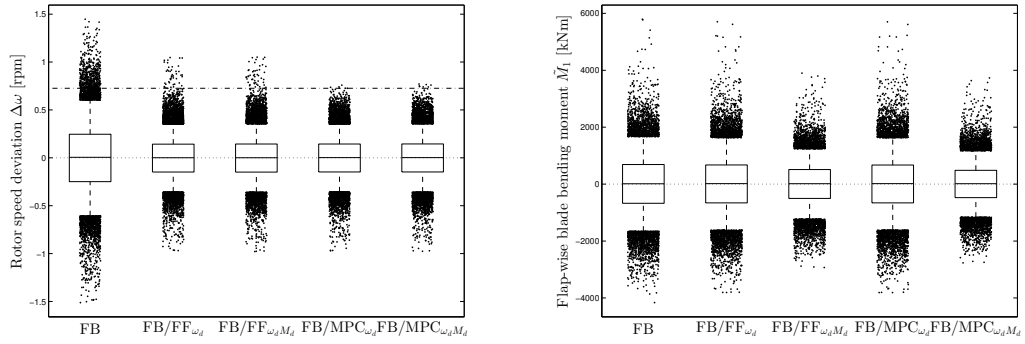 Rotor speed deviation Δω [rpm]
1.5
1
0.5
0
−0.5
−1
−1.5
FB
FB/FF_{ω_d}
FB/FF_{ω_d M_d}
FB/MPC_{ω_d}
FB/MPC_{ω_d M_d}
Flap-wise blade bending moment M̃₁ [kNm]
6000
4000
2000
0
−2000
−4000
FB
FB/FF_{ω_d}
FB/FF_{ω_d M_d}
FB/MPC_{ω_d}
FB/MPC_{ω_d M_d}